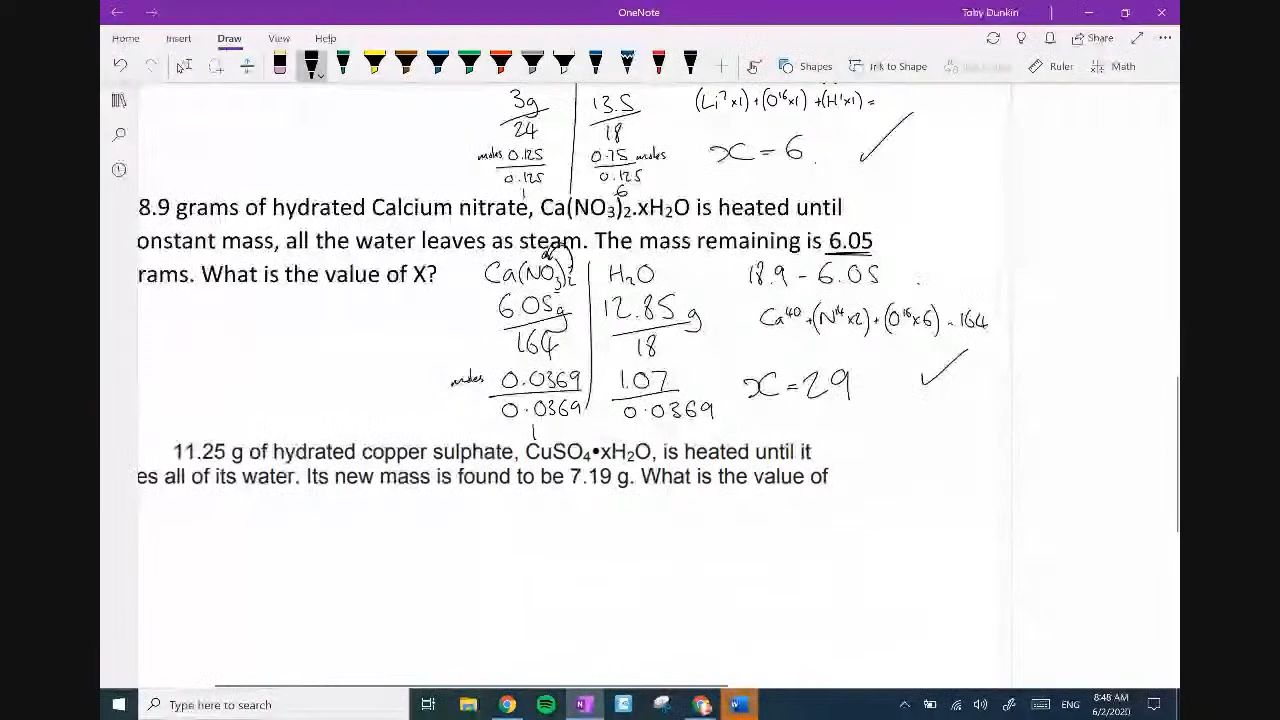 OneNote
Toby Dunkin
Home Insert Draw View Help
Share
Shapes Ink to Shape Ruler Math
3g 13.5 (Li⁷x1)+(O¹⁶x1)+(H¹x1)=
24 18
moles 0.125 0.75 moles x=6.
0.125 0.125
1 6
8.9 grams of hydrated Calcium nitrate, Ca(NO₃)₂.xH₂O is heated until
onstant mass, all the water leaves as steam. The mass remaining is 6.05
rams. What is the value of X?
Ca(NO₃)₂ H₂O 18.9 - 6.05
6.05g 12.85g Ca⁴⁰+(N¹⁴x2)+(O¹⁶x6) = 164
164 18
moles 0.0369 1.07 x=29
0.0369 0.0369
1
11.25 g of hydrated copper sulphate, CuSO₄•xH₂O, is heated until it
es all of its water. Its new mass is found to be 7.19 g. What is the value of
Type here to search
ENG
8:48 AM
6/2/2020